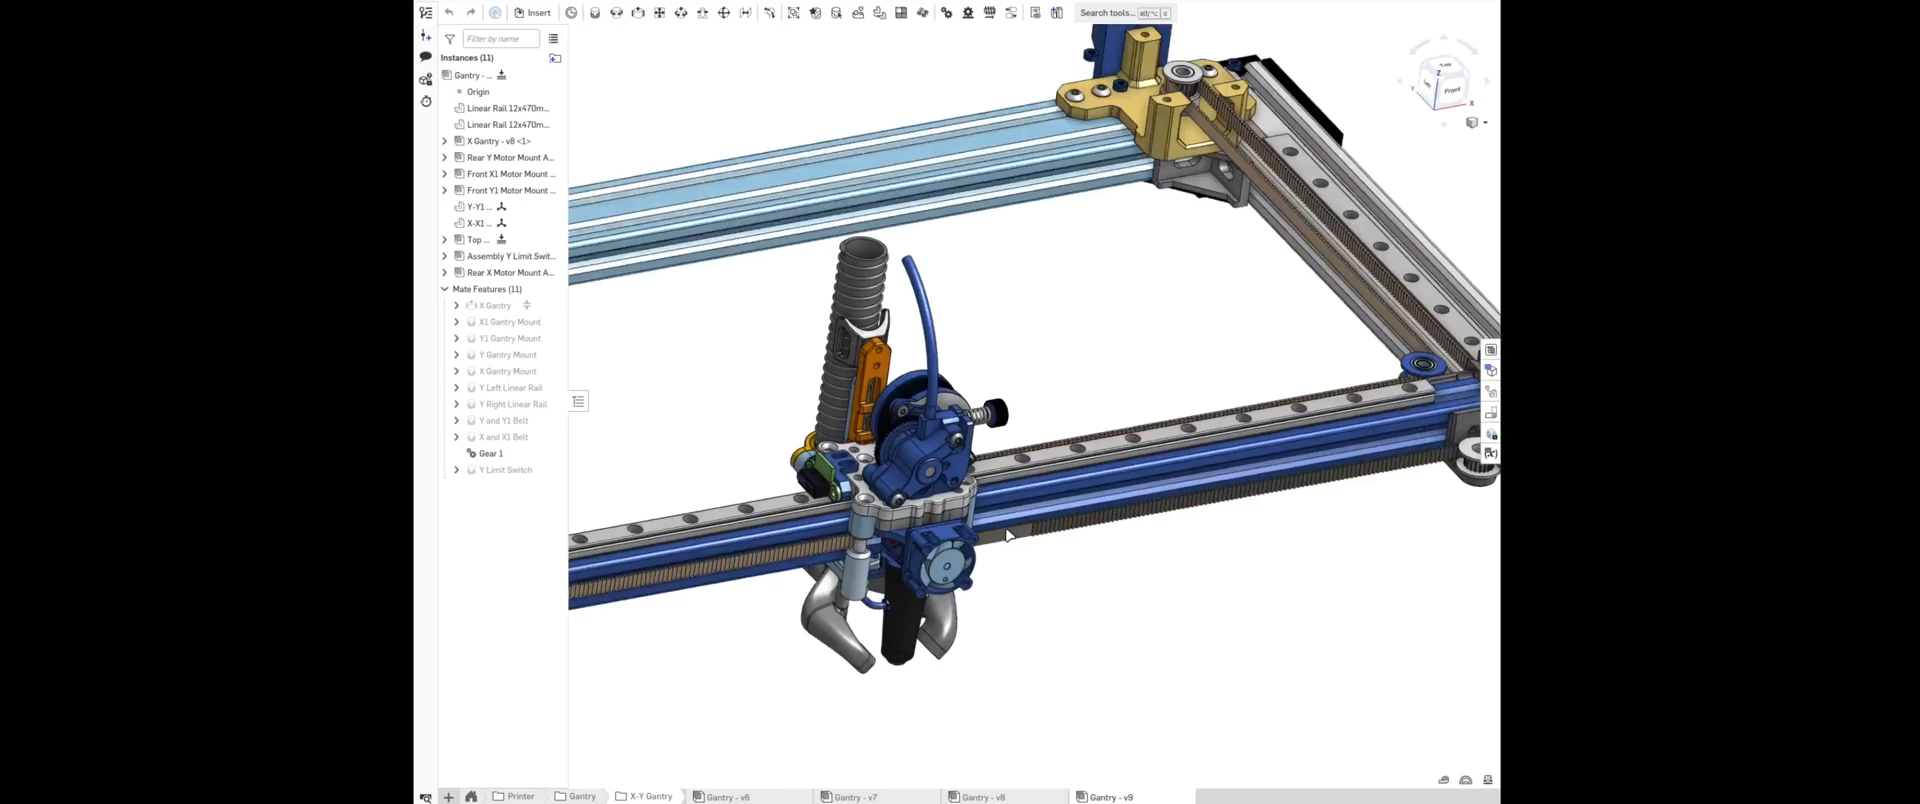 Insert
Search tools... alt/⌥ c
Filter by name
Instances (11)
Gantry - ...
Origin
Linear Rail 12x470m...
Linear Rail 12x470m...
X Gantry - v8 <1>
Rear Y Motor Mount A...
Front X1 Motor Mount ...
Front Y1 Motor Mount ...
Y-Y1 ...
X-X1 ...
Top ...
Assembly Y Limit Swit...
Rear X Motor Mount A...
Mate Features (11)
X Gantry
X1 Gantry Mount
Y1 Gantry Mount
Y Gantry Mount
X Gantry Mount
Y Left Linear Rail
Y Right Linear Rail
Y and Y1 Belt
X and X1 Belt
Gear 1
Y Limit Switch
Top
Z
Front
Y
X
(x)
Printer
Gantry
X-Y Gantry
Gantry - v6
Gantry - v7
Gantry - v8
Gantry - v9